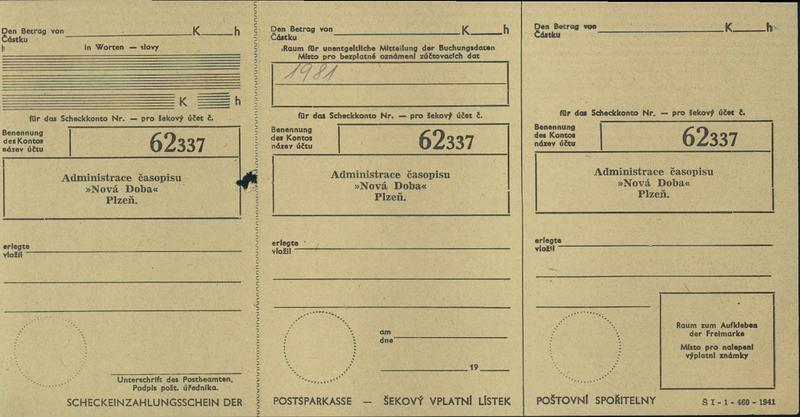 Den Betrag von K h
Částku
In Worten — slovy
K h
für das Scheckkonto Nr. — pro šekový účet č.
Benennung
des Kontos
název účtu
62337
Administrace časopisu
»Nová Doba«
Plzeň.
erlegte
vložil
Unterschrift des Postbeamten,
Podpis pošt. úředníka.
SCHECKEINZAHLUNGSSCHEIN DER
Den Betrag von K h
Částku
Raum für unentgeltliche Mitteilung der Buchungsdaten
Místo pro bezplatné oznámení zúčtovacích dat
1981
für das Scheckkonto Nr. — pro šekový účet č.
Benennung
des Kontos
název účtu
62337
Administrace časopisu
»Nová Doba«
Plzeň.
erlegte
vložil
am
dne
19
POSTSPARKASSE — ŠEKOVÝ VPLATNÍ LÍSTEK
Den Betrag von K h
Částku
für das Scheckkonto Nr. — pro šekový účet č.
Benennung
des Kontos
název účtu
62337
Administrace časopisu
»Nová Doba«
Plzeň.
erlegte
vložil
Raum zum Aufkleben
der Freimarke
Místo pro nalepení
výplatní známky
POŠTOVNÍ SPOŘITELNY
S I - 1 - 460 - 1941